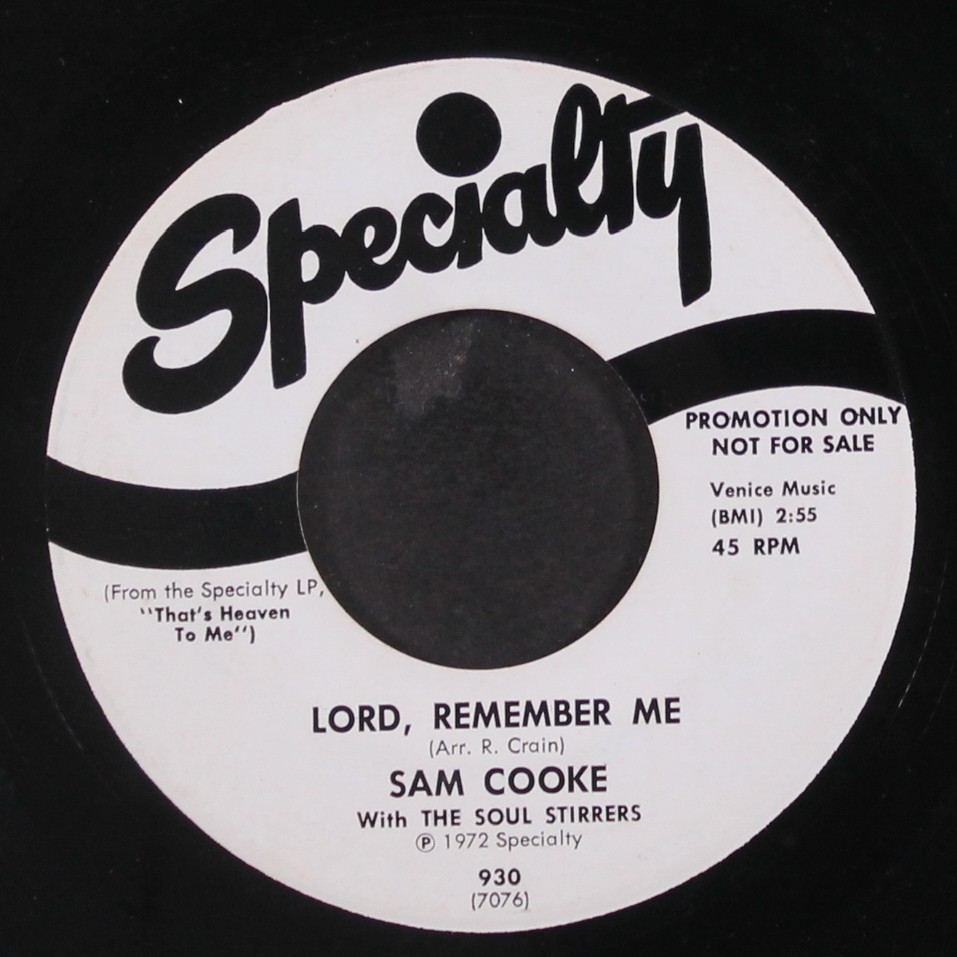 Specialty
PROMOTION ONLY
NOT FOR SALE
Venice Music
(BMI) 2:55
45 RPM
(From the Specialty LP,
"That's Heaven
To Me")
LORD, REMEMBER ME
(Arr. R. Crain)
SAM COOKE
With THE SOUL STIRRERS
℗ 1972 Specialty
930
(7076)